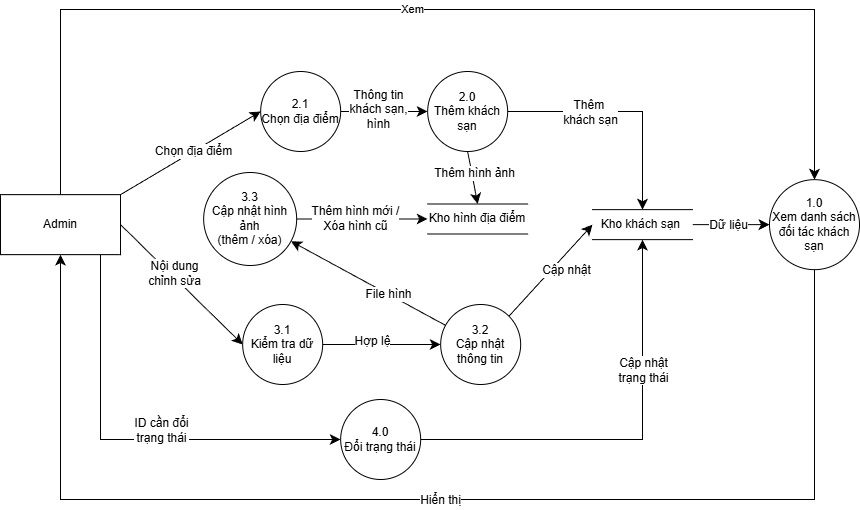 Xem
2.1
Chọn địa điểm
Thông tin
khách sạn,
hình
2.0
Thêm khách
sạn
Thêm
khách sạn
Chọn địa điểm
Thêm hình ảnh
3.3
Cập nhật hình
ảnh
(thêm / xóa)
Thêm hình mới /
Xóa hình cũ
Kho hình địa điểm
Kho khách sạn
Dữ liệu
1.0
Xem danh sách
đối tác khách
sạn
Admin
Nội dung
chỉnh sửa
File hình
Cập nhật
3.1
Kiểm tra dữ
liệu
Hợp lệ
3.2
Cập nhật
thông tin
Cập nhật
trạng thái
ID cần đổi
trạng thái
4.0
Đổi trạng thái
Hiển thị